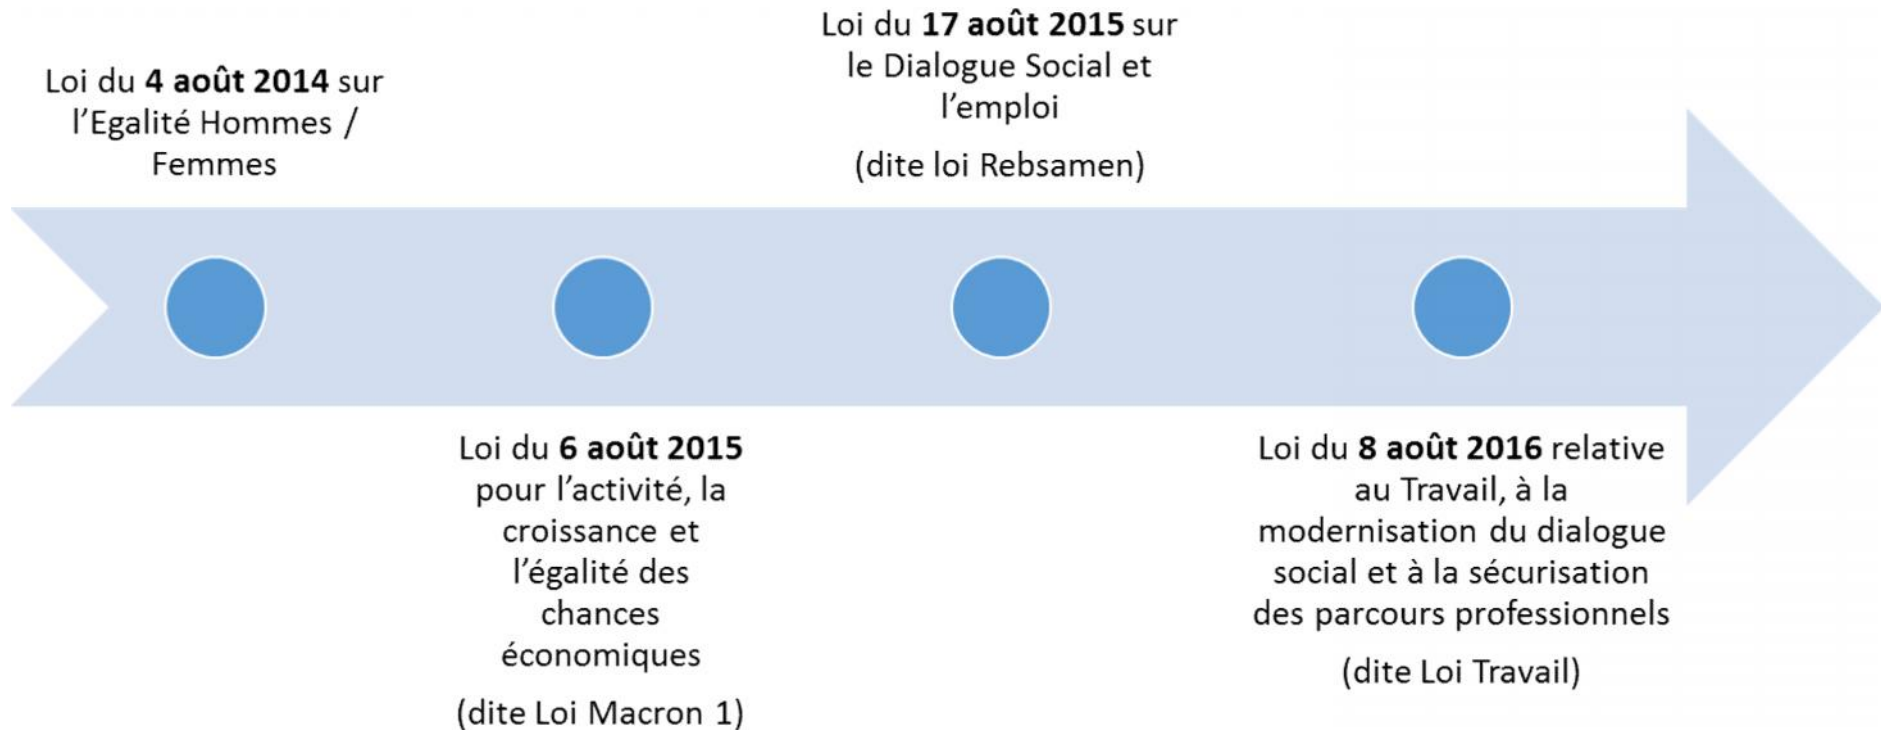 Loi du 4 août 2014 sur
l’Egalité Hommes /
Femmes
Loi du 6 août 2015
pour l’activité, la
croissance et
l’égalité des
chances
économiques
(dite Loi Macron 1)
Loi du 17 août 2015 sur
le Dialogue Social et
l’emploi
(dite loi Rebsamen)
Loi du 8 août 2016 relative
au Travail, à la
modernisation du dialogue
social et à la sécurisation
des parcours professionnels
(dite Loi Travail)